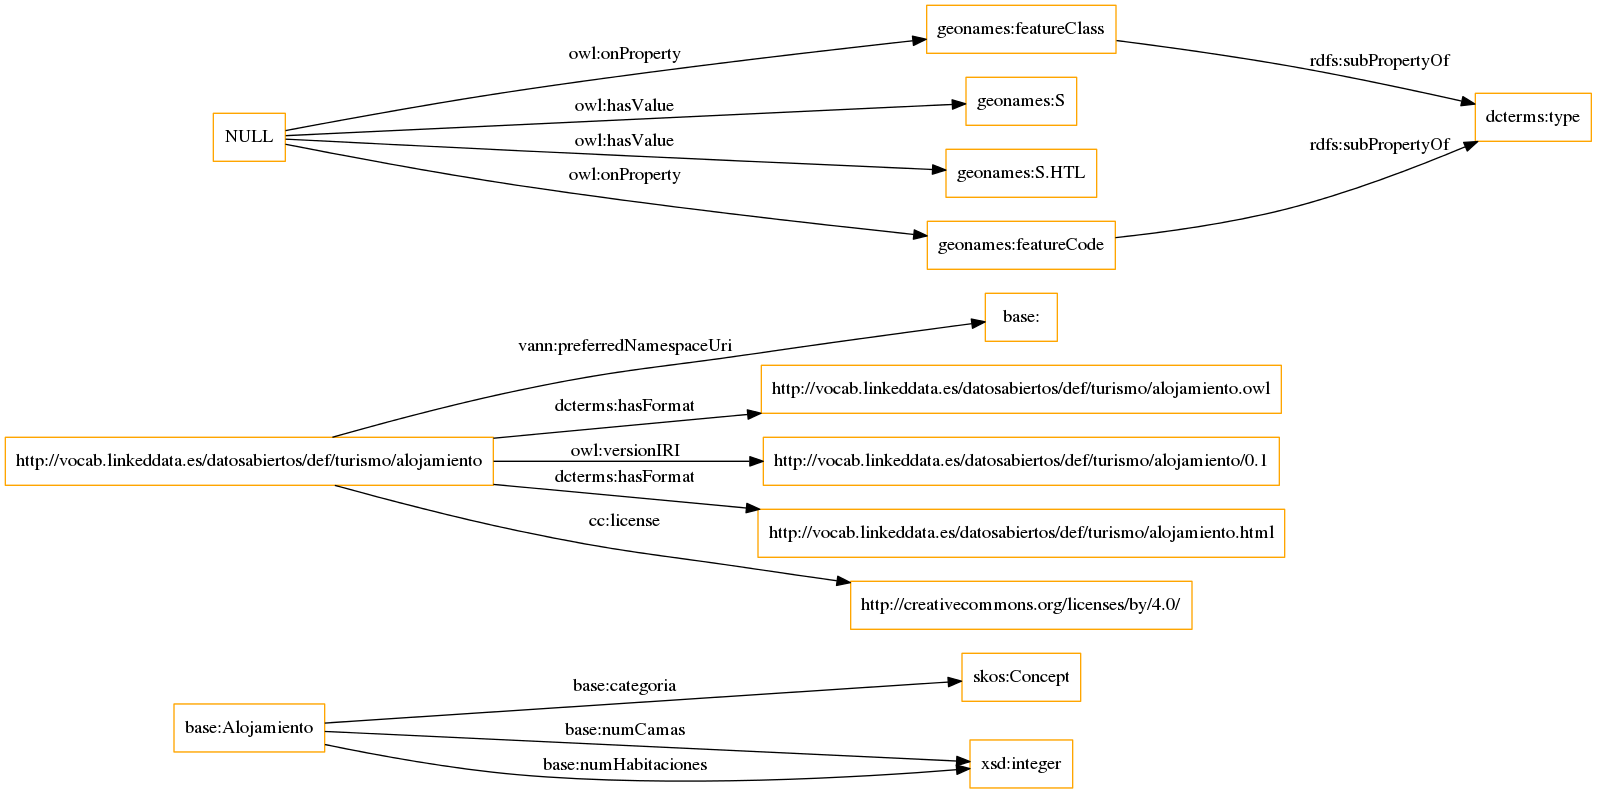 geonames:featureClass
owl:onProperty
rdfs:subPropertyOf
owl:hasValue
geonames:S
dcterms:type
NULL
owl:hasValue
rdfs:subPropertyOf
geonames:S.HTL
owl:onProperty
geonames:featureCode
base:
vann:preferredNamespaceUri
http://vocab.linkeddata.es/datosabiertos/def/turismo/alojamiento.owl
dcterms:hasFormat
owl:versionIRI
http://vocab.linkeddata.es/datosabiertos/def/turismo/alojamiento
http://vocab.linkeddata.es/datosabiertos/def/turismo/alojamiento/0.1
dcterms:hasFormat
cc:license
http://vocab.linkeddata.es/datosabiertos/def/turismo/alojamiento.html
http://creativecommons.org/licenses/by/4.0/
skos:Concept
base:categoria
base:Alojamiento
base:numCamas
base:numHabitaciones
xsd:integer